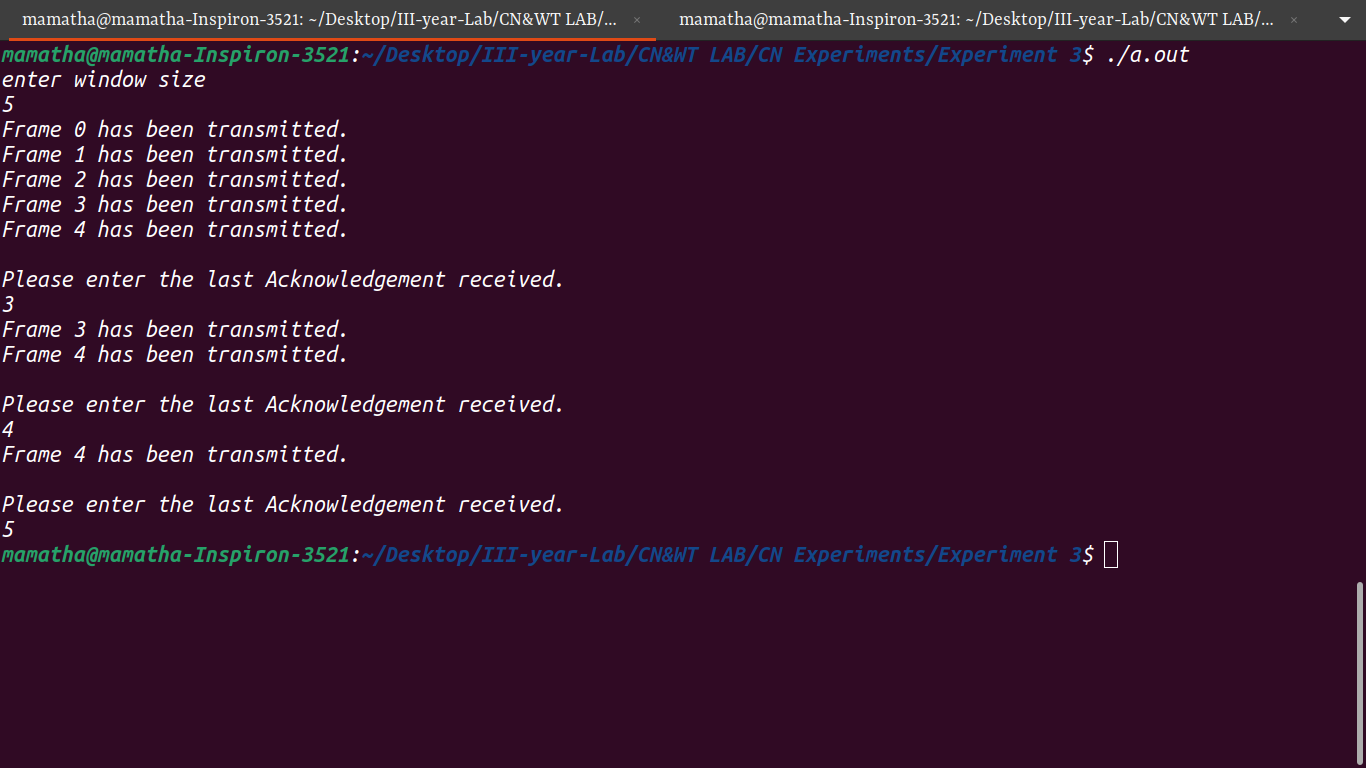 mamatha@mamatha-Inspiron-3521: ~/Desktop/III-year-Lab/CN&WT LAB/... × mamatha@mamatha-Inspiron-3521: ~/Desktop/III-year-Lab/CN&WT LAB/... ×
mamatha@mamatha-Inspiron-3521:~/Desktop/III-year-Lab/CN&WT LAB/CN Experiments/Experiment 3$ ./a.out
enter window size
5
Frame 0 has been transmitted.
Frame 1 has been transmitted.
Frame 2 has been transmitted.
Frame 3 has been transmitted.
Frame 4 has been transmitted.
Please enter the last Acknowledgement received.
3
Frame 3 has been transmitted.
Frame 4 has been transmitted.
Please enter the last Acknowledgement received.
4
Frame 4 has been transmitted.
Please enter the last Acknowledgement received.
5
mamatha@mamatha-Inspiron-3521:~/Desktop/III-year-Lab/CN&WT LAB/CN Experiments/Experiment 3$